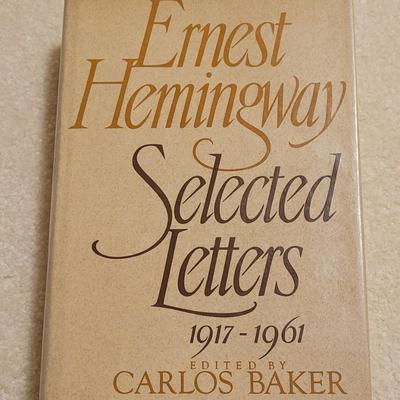 Ernest
Hemingway
Selected
Letters
1917-1961
EDITED BY
CARLOS BAKER